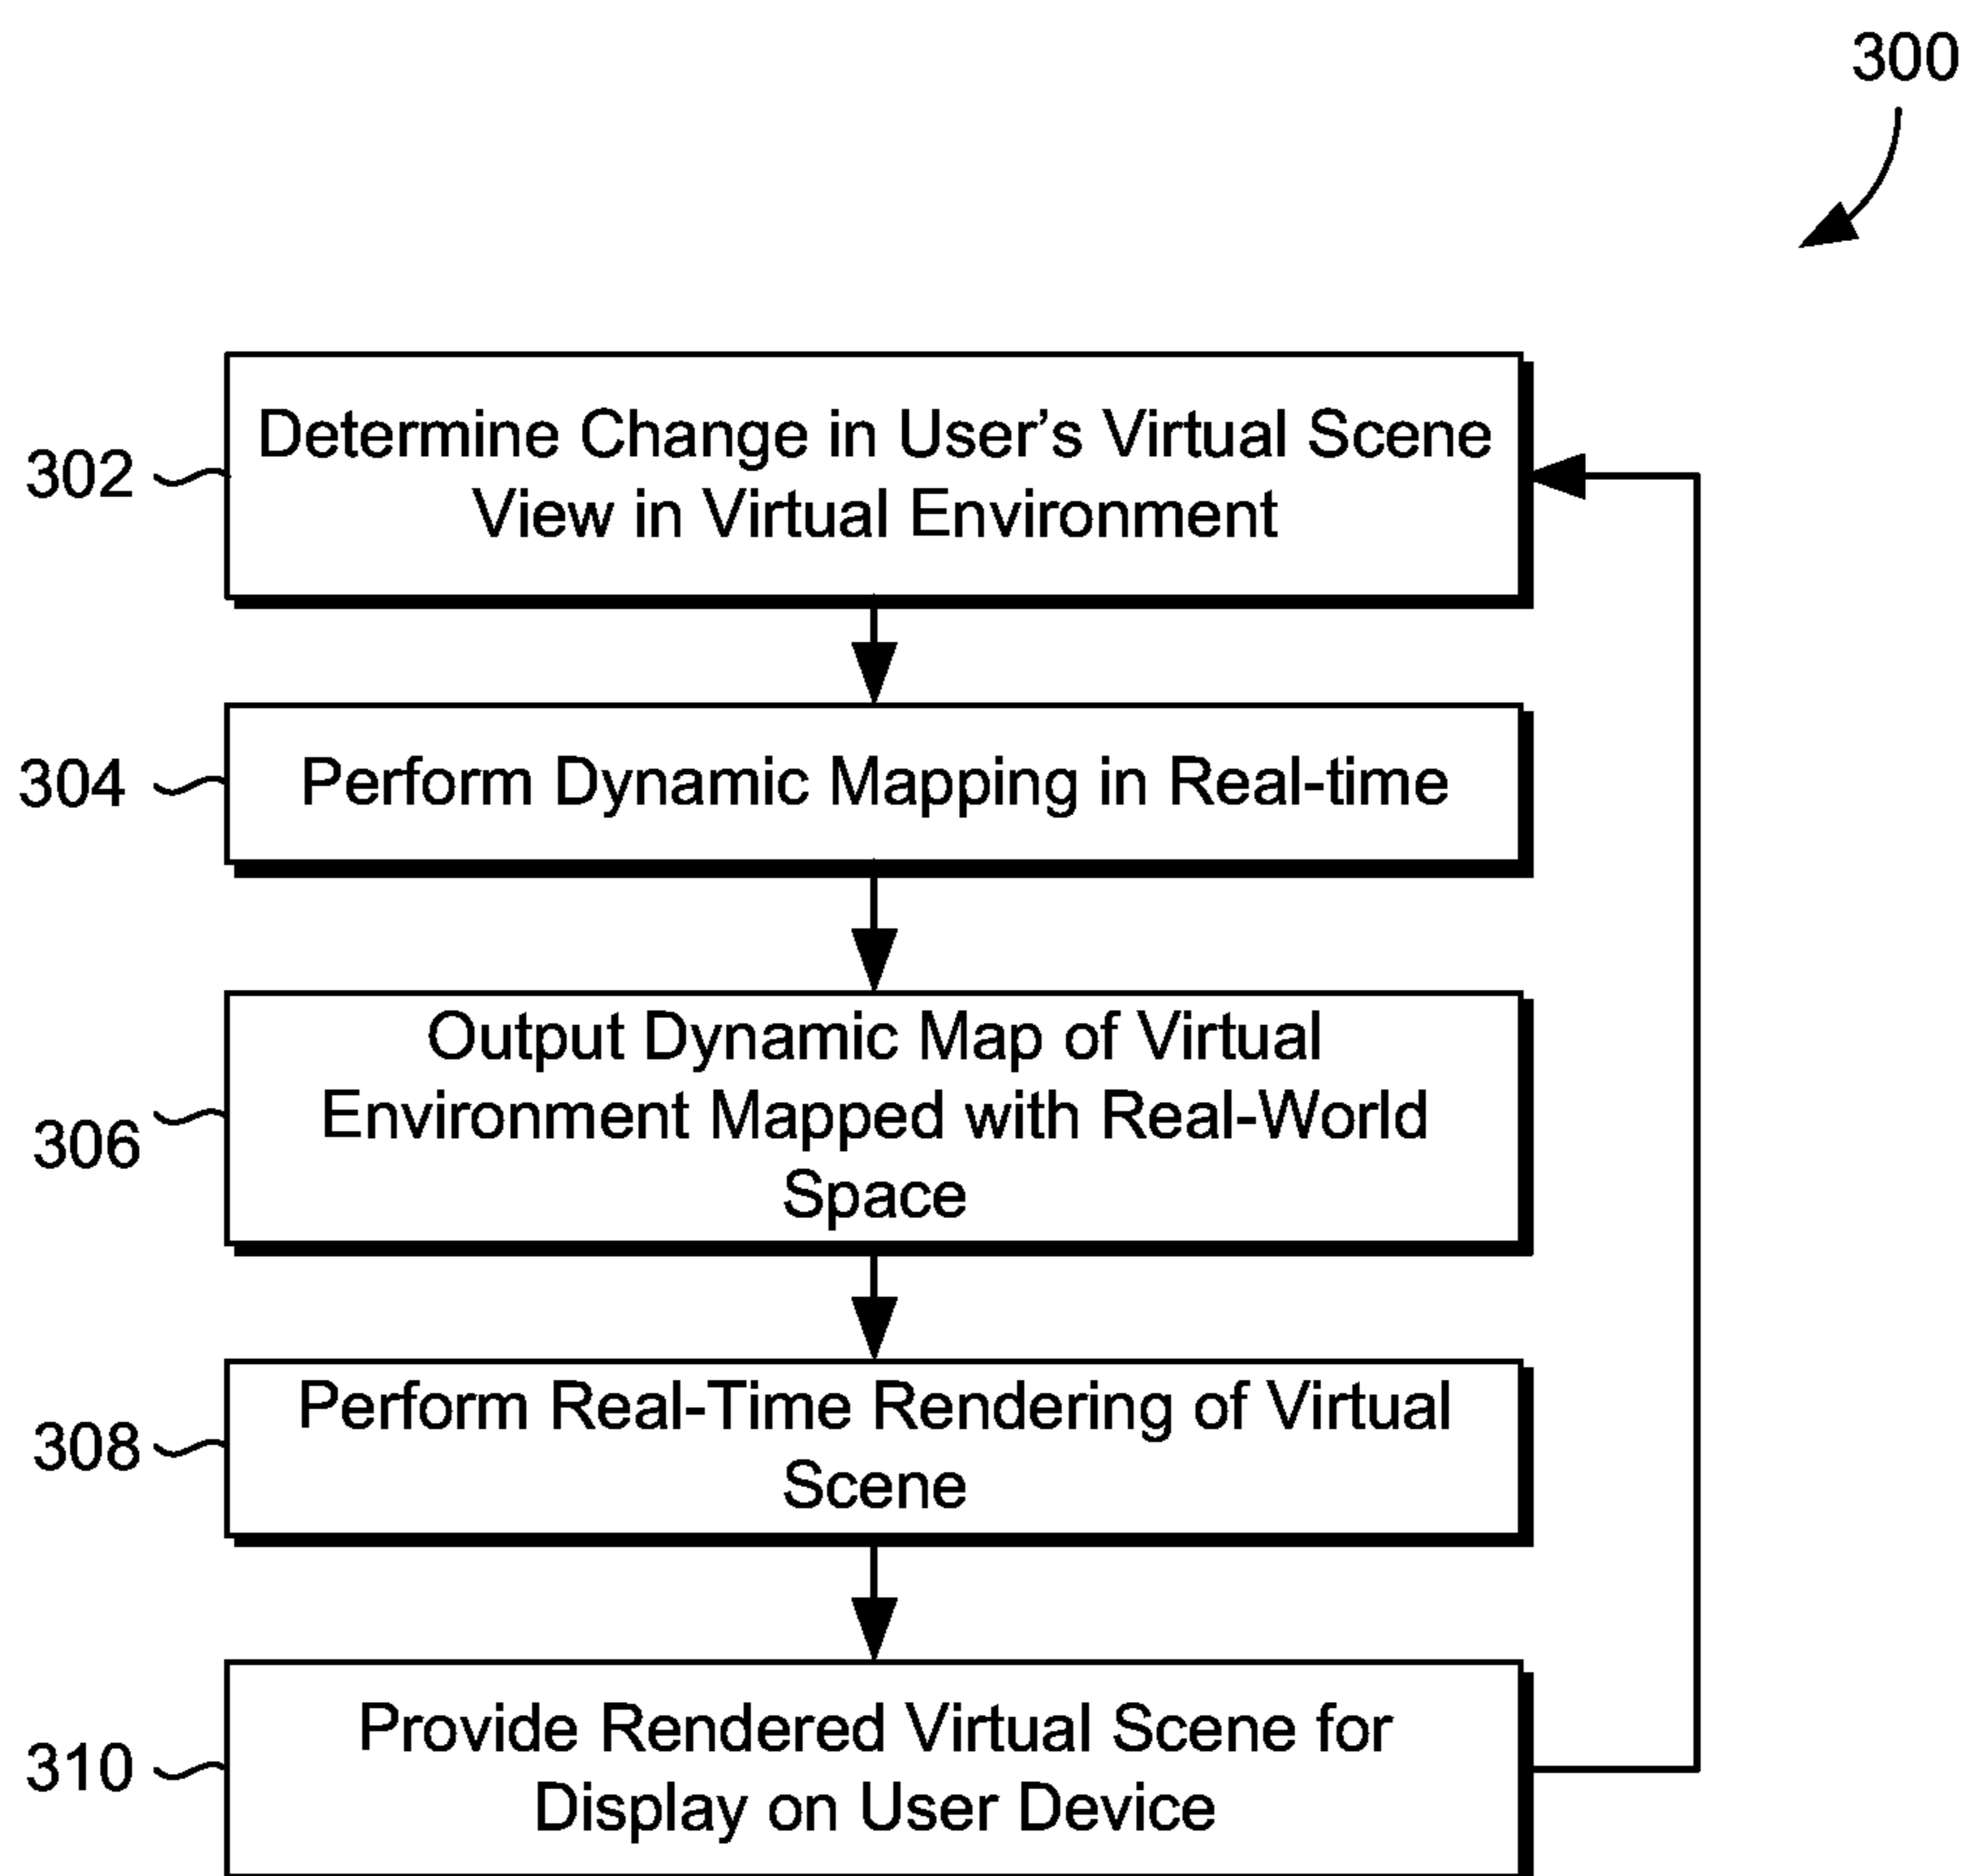 300
302
Determine Change in User’s Virtual Scene
View in Virtual Environment
304
Perform Dynamic Mapping in Real-time
306
Output Dynamic Map of Virtual
Environment Mapped with Real-World
Space
308
Perform Real-Time Rendering of Virtual
Scene
310
Provide Rendered Virtual Scene for
Display on User Device